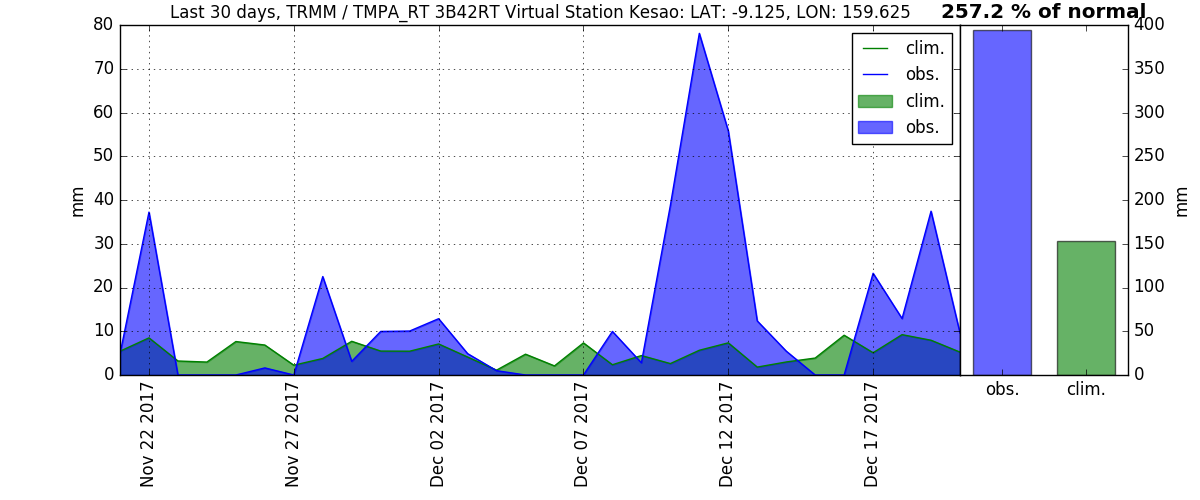 Last 30 days, TRMM / TMPA_RT 3B42RT Virtual Station Kesao: LAT: -9.125, LON: 159.625
257.2 % of normal
80
70
60
50
40
30
20
10
0
mm
clim.
obs.
clim.
obs.
400
350
300
250
200
150
100
50
0
mm
obs.
clim.
Nov 22 2017
Nov 27 2017
Dec 02 2017
Dec 07 2017
Dec 12 2017
Dec 17 2017